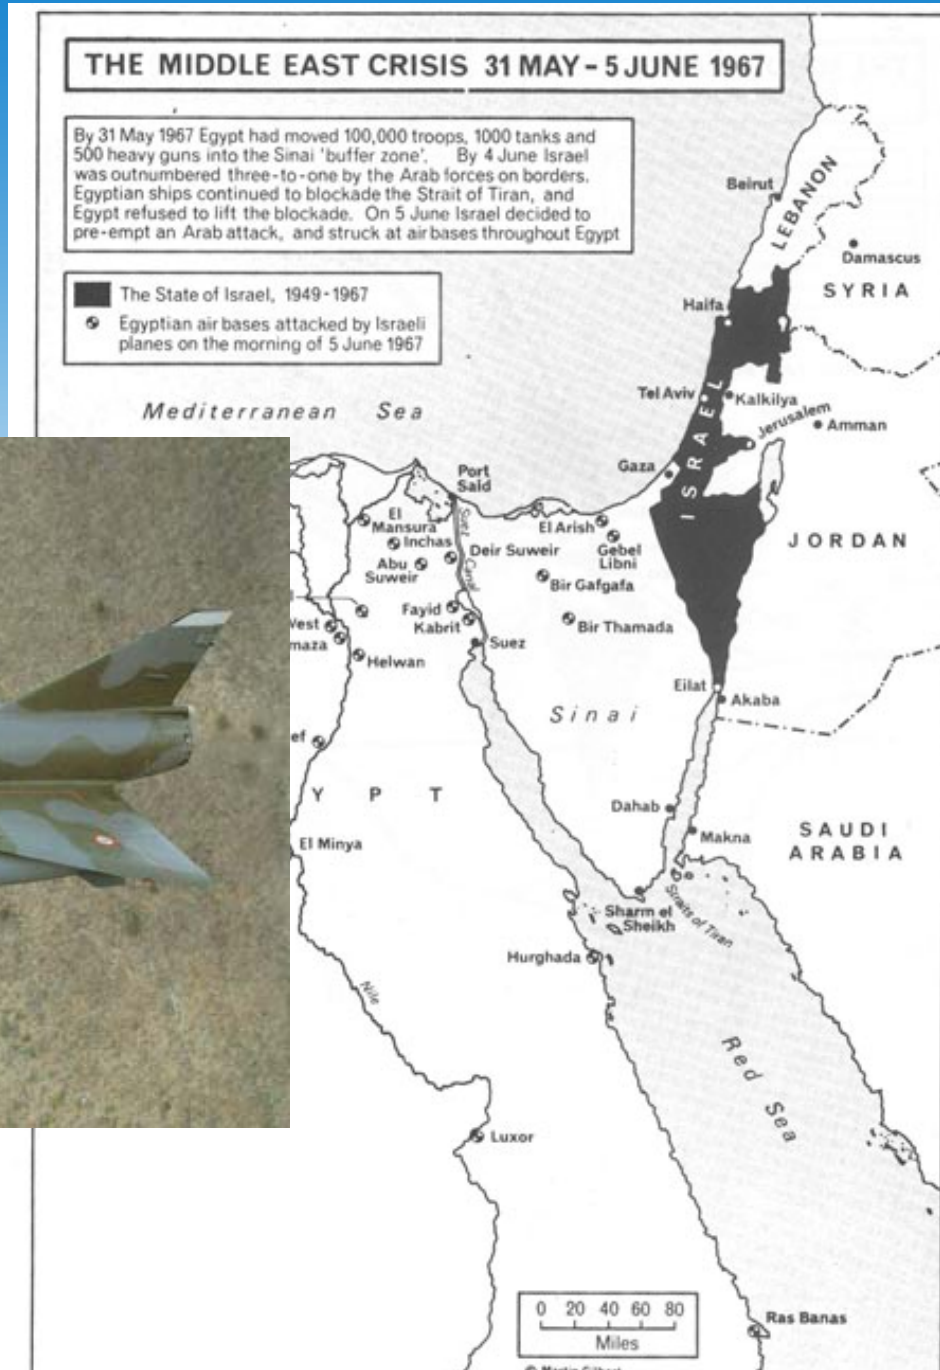 THE MIDDLE EAST CRISIS 31 MAY – 5 JUNE 1967
By 31 May 1967 Egypt had moved 100,000 troops, 1000 tanks and
500 heavy guns into the Sinai 'buffer zone'. By 4 June Israel
was outnumbered three-to-one by the Arab forces on borders.
Egyptian ships continued to blockade the Strait of Tiran, and
Egypt refused to lift the blockade. On 5 June Israel decided to
pre-empt an Arab attack, and struck at airbases throughout Egypt
The State of Israel, 1949-1967
Egyptian air bases attacked by Israeli
planes on the morning of 5 June 1967
Beirut
LEBANON
Damascus
SYRIA
Haifa
Mediterranean Sea
Tel Aviv
ISRAEL
Kalkilya
Jerusalem
Amman
Gaza
Port
Said
El
Mansura
Inchas
Abu
Suweir
Suez
Canal
Deir Suweir
El Arish
Gebel
Libni
JORDAN
Bir Gafgafa
Fayid
Kabrit
Bir Thamada
Suez
West
maza
Helwan
Eilat
Akaba
Sinai
ef
Y P T
Dahab
Makna
SAUDI
ARABIA
El Minya
Sharm el
Sheikh
Straits of Tiran
Hurghada
Nile
Red Sea
Luxor
0 20 40 60 80
Miles
Ras Banas
© Martin Gilbert